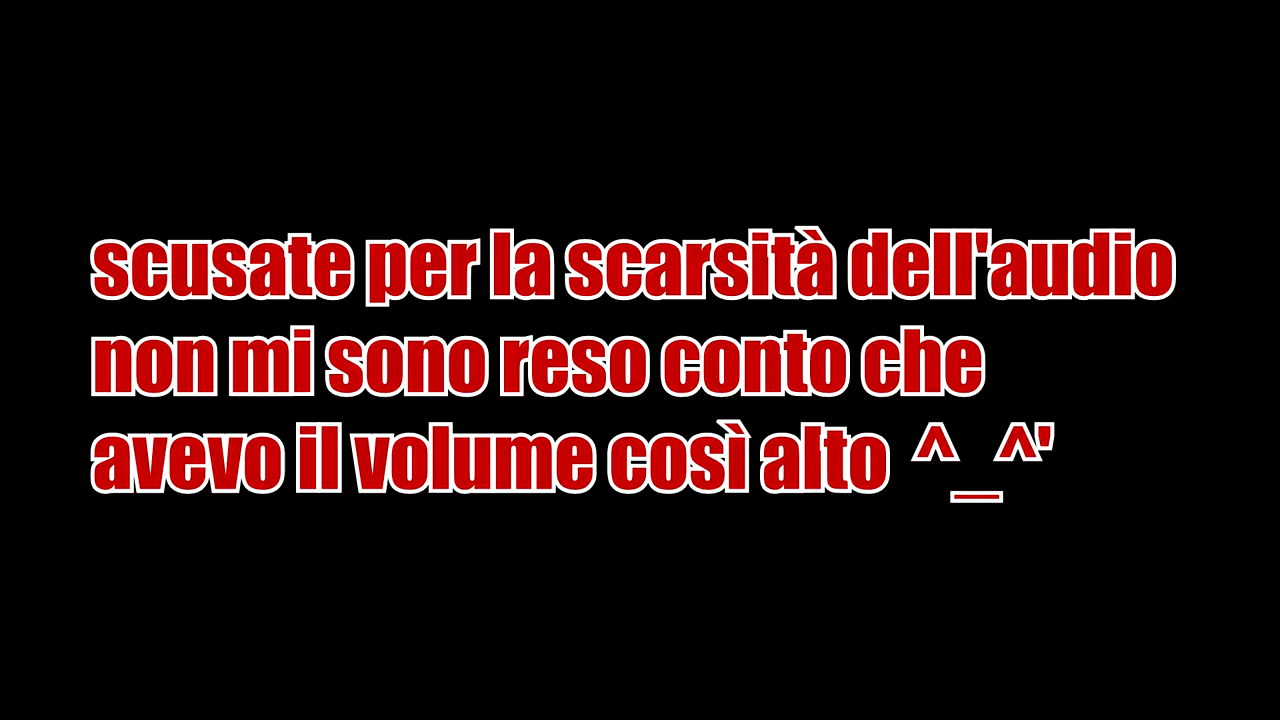 scusate per la scarsità dell'audio
non mi sono reso conto che
avevo il volume così alto ^_^'